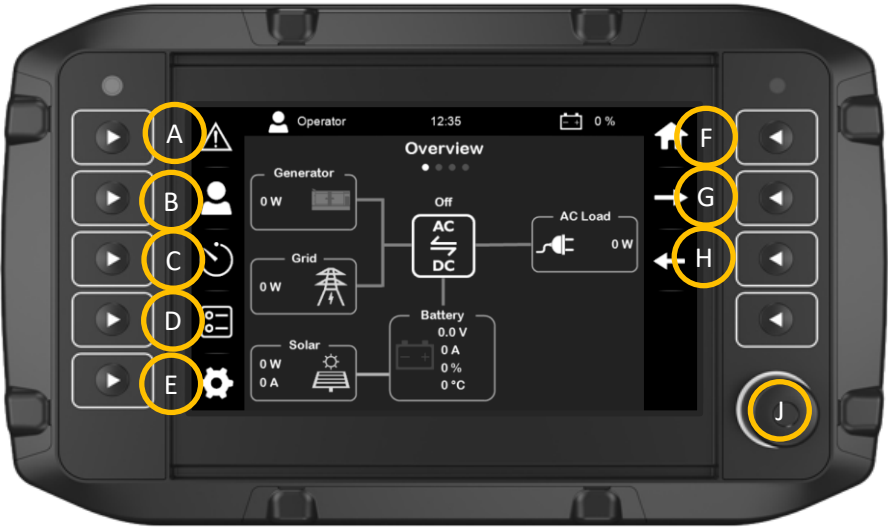 A
B
C
D
E
F
G
H
J
Operator
12:35
0 %
Overview
Generator
0 W
Off
AC
DC
AC Load
0 W
Grid
0 W
Solar
0 W
0 A
Battery
0.0 V
0 A
0 %
0 °C